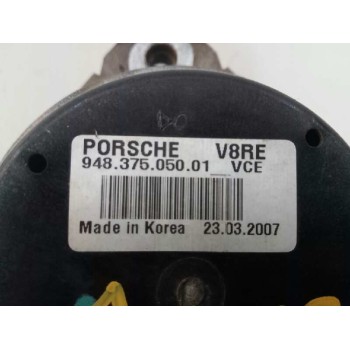 PORSCHE V8RE
948.375.050.01 VCE
Made in Korea 23.03.2007